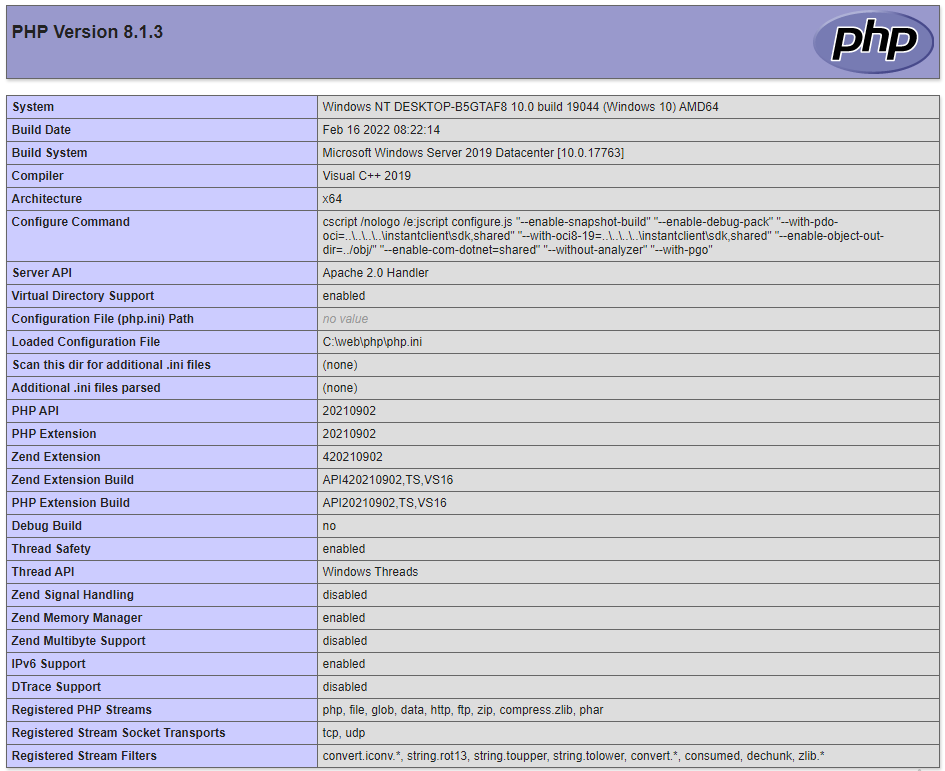 PHP Version 8.1.3
php
System Windows NT DESKTOP-B5GTAF8 10.0 build 19044 (Windows 10) AMD64
Build Date Feb 16 2022 08:22:14
Build System Microsoft Windows Server 2019 Datacenter [10.0.17763]
Compiler Visual C++ 2019
Architecture x64
Configure Command cscript /nologo /e:jscript configure.js "--enable-snapshot-build" "--enable-debug-pack" "--with-pdo-
oci=..\..\..\..\instantclient\sdk,shared" "--with-oci8-19=..\..\..\..\instantclient\sdk,shared" "--enable-object-out-
dir=../obj/" "--enable-com-dotnet=shared" "--without-analyzer" "--with-pgo"
Server API Apache 2.0 Handler
Virtual Directory Support enabled
Configuration File (php.ini) Path no value
Loaded Configuration File C:\web\php\php.ini
Scan this dir for additional .ini files (none)
Additional .ini files parsed (none)
PHP API 20210902
PHP Extension 20210902
Zend Extension 420210902
Zend Extension Build API420210902,TS,VS16
PHP Extension Build API20210902,TS,VS16
Debug Build no
Thread Safety enabled
Thread API Windows Threads
Zend Signal Handling disabled
Zend Memory Manager enabled
Zend Multibyte Support disabled
IPv6 Support enabled
DTrace Support disabled
Registered PHP Streams php, file, glob, data, http, ftp, zip, compress.zlib, phar
Registered Stream Socket Transports tcp, udp
Registered Stream Filters convert.iconv.*, string.rot13, string.toupper, string.tolower, convert.*, consumed, dechunk, zlib.*